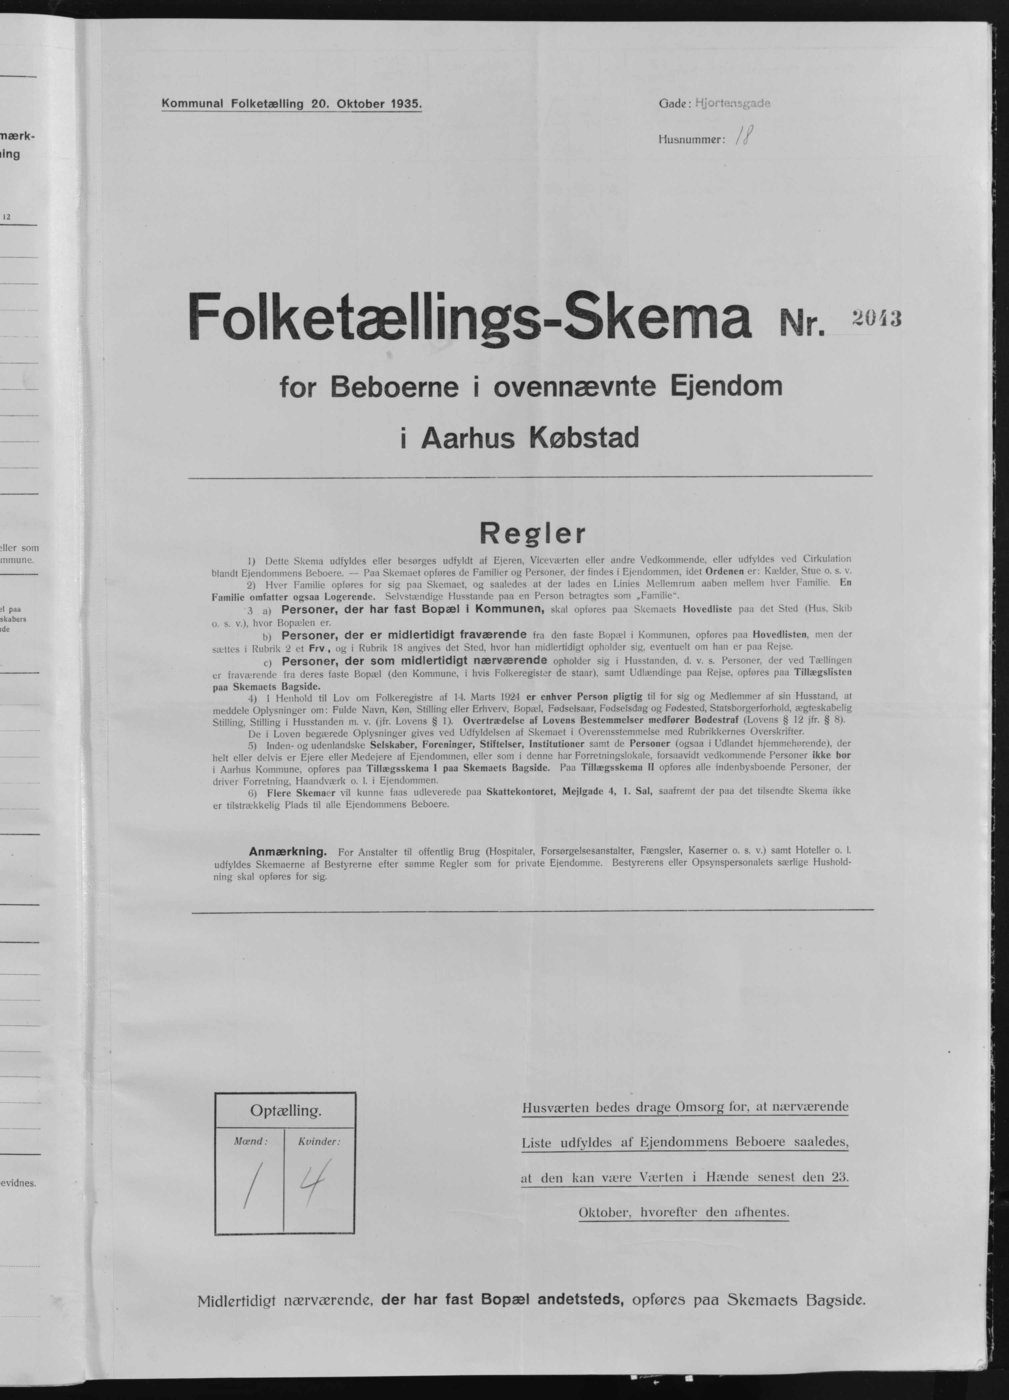 mærk-
ning
12
eller som
mmune.
el paa
skabers
rde
evidnes.
Kommunal Folketælling 20. Oktober 1935.
Gade: Hjortensgade
Husnummer: 18
Folketællings-Skema Nr. 2043
for Beboerne i ovennævnte Ejendom
i Aarhus Købstad
Regler
1) Dette Skema udfyldes eller besørges udfyldt af Ejeren, Viceværten eller andre Vedkommende, eller udfyldes ved Cirkulation
blandt Ejendommens Beboere. — Paa Skemaet opføres de Familier og Personer, der findes i Ejendommen, idet Ordenen er: Kælder, Stue o. s. v.
2) Hver Familie opføres for sig paa Skemaet, og saaledes at der lades en Linies Mellemrum aaben mellem hver Familie. En
Familie omfatter ogsaa Logerende. Selvstændige Husstande paa en Person betragtes som „Familie“.
3 a) Personer, der har fast Bopæl i Kommunen, skal opføres paa Skemaets Hovedliste paa det Sted (Hus, Skib
o. s. v.), hvor Bopælen er.
b) Personer, der er midlertidigt fraværende fra den faste Bopæl i Kommunen, opføres paa Hovedlisten, men der
sættes i Rubrik 2 et Frv., og i Rubrik 18 angives det Sted, hvor han midlertidigt opholder sig, eventuelt om han er paa Rejse.
c) Personer, der som midlertidigt nærværende opholder sig i Husstanden, d. v. s. Personer, der ved Tællingen
er fraværende fra deres faste Bopæl (den Kommune, i hvis Folkeregister de staar), samt Udlændinge paa Rejse, opføres paa Tillægslisten
paa Skemaets Bagside.
4) I Henhold til Lov om Folkeregistre af 14. Marts 1924 er enhver Person pligtig til for sig og Medlemmer af sin Husstand, at
meddele Oplysninger om: Fulde Navn, Køn, Stilling eller Erhverv, Bopæl, Fødselsaar, Fødselsdag og Fødested, Statsborgerforhold, ægteskabelig
Stilling, Stilling i Husstanden m. v. (jfr. Lovens § 1). Overtrædelse af Lovens Bestemmelser medfører Bødestraf (Lovens § 12 jfr. § 8).
De i Loven begærede Oplysninger gives ved Udfyldelsen af Skemaet i Overensstemmelse med Rubrikkernes Overskrifter.
5) Inden- og udenlandske Selskaber, Foreninger, Stiftelser, Institutioner samt de Personer (ogsaa i Udlandet hjemmehørende), der
helt eller delvis er Ejere eller Medejere af Ejendommen, eller som i denne har Forretningslokale, forsaavidt vedkommende Personer ikke bor
i Aarhus Kommune, opføres paa Tillægsskema I paa Skemaets Bagside. Paa Tillægsskema II opføres alle indenbysboende Personer, der
driver Forretning, Haandværk o. l. i Ejendommen.
6) Flere Skemaer vil kunne faas udleverede paa Skattekontoret, Mejlgade 4, 1. Sal, saafremt der paa det tilsendte Skema ikke
er tilstrækkelig Plads til alle Ejendommens Beboere.
Anmærkning. For Anstalter til offentlig Brug (Hospitaler, Forsørgelsesanstalter, Fængsler, Kaserner o. s. v.) samt Hoteller o. l.
udfyldes Skemaerne af Bestyrerne efter samme Regler som for private Ejendomme. Bestyrerens eller Opsynspersonalets særlige Hushold-
ning skal opføres for sig.
Optælling.
Mænd: Kvinder:
1 4
Husværten bedes drage Omsorg for, at nærværende
Liste udfyldes af Ejendommens Beboere saaledes,
at den kan være Værten i Hænde senest den 23.
Oktober, hvorefter den afhentes.
Midlertidigt nærværende, der har fast Bopæl andetsteds, opføres paa Skemaets Bagside.